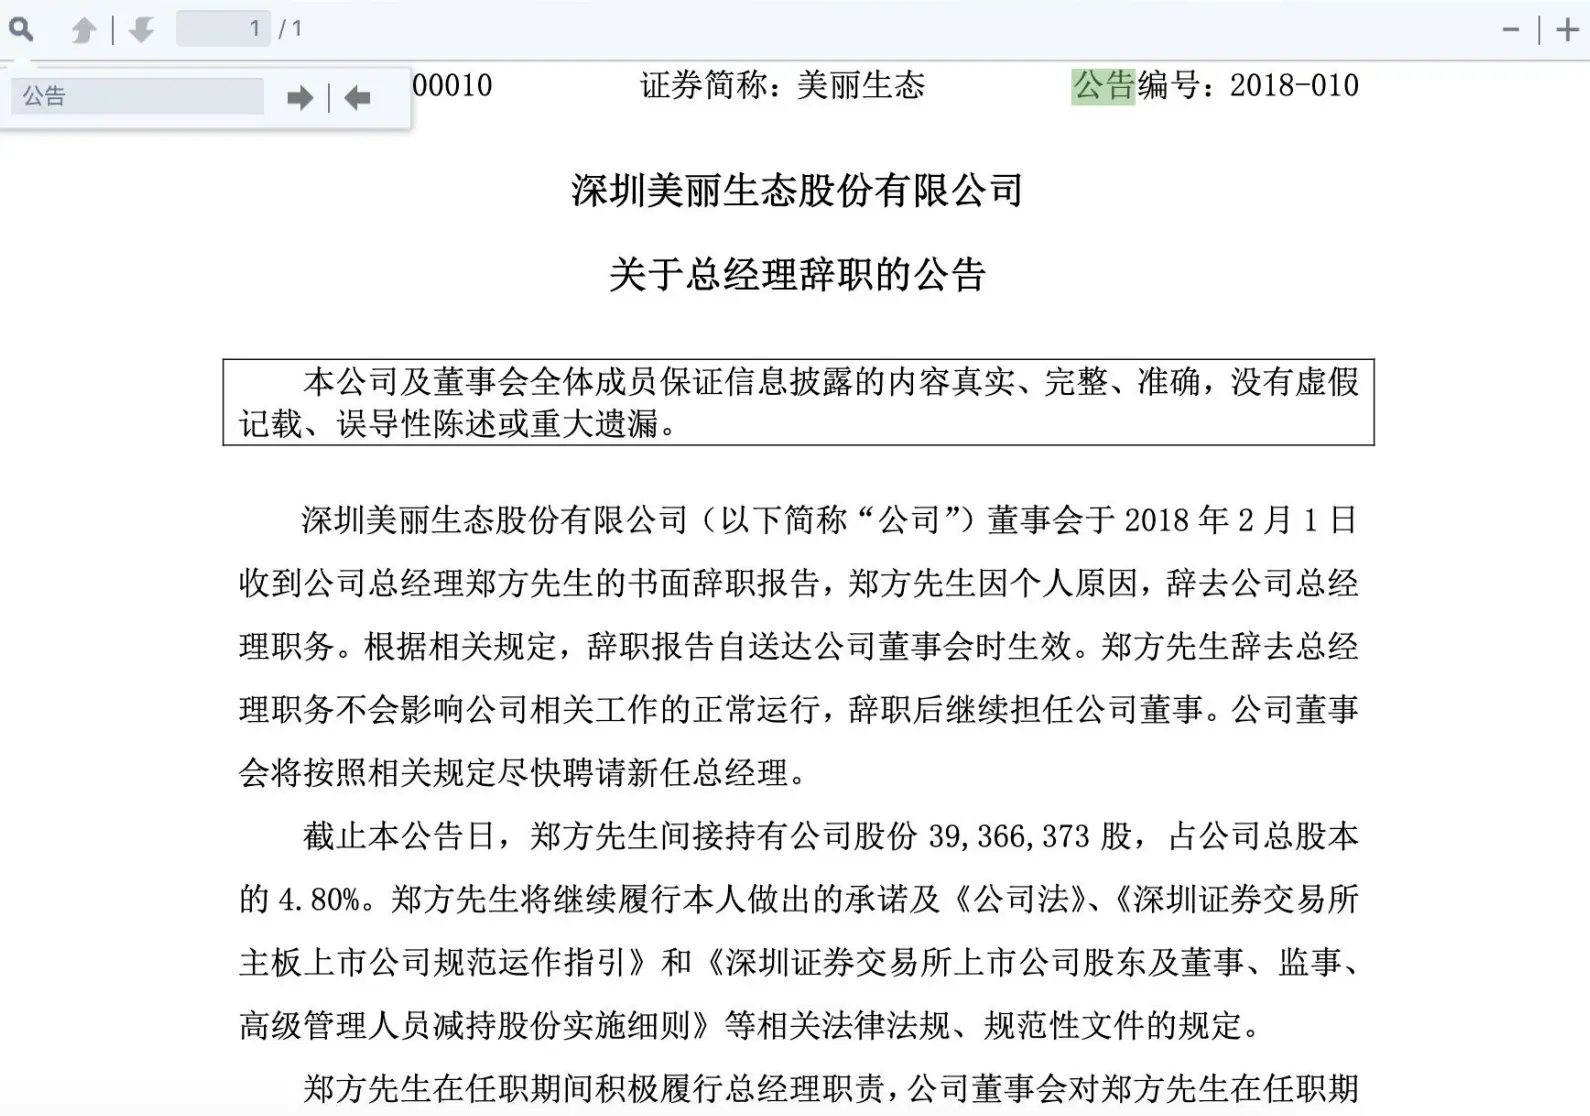 1 / 1
公告
00010 证券简称：美丽生态 公告编号：2018-010
深圳美丽生态股份有限公司
关于总经理辞职的公告
本公司及董事会全体成员保证信息披露的内容真实、完整、准确，没有虚假
记载、误导性陈述或重大遗漏。
深圳美丽生态股份有限公司（以下简称“公司”）董事会于 2018 年 2 月 1 日
收到公司总经理郑方先生的书面辞职报告，郑方先生因个人原因，辞去公司总经
理职务。根据相关规定，辞职报告自送达公司董事会时生效。郑方先生辞去总经
理职务不会影响公司相关工作的正常运行，辞职后继续担任公司董事。公司董事
会将按照相关规定尽快聘请新任总经理。
截止本公告日，郑方先生间接持有公司股份 39,366,373 股，占公司总股本
的 4.80%。郑方先生将继续履行本人做出的承诺及《公司法》、《深圳证券交易所
主板上市公司规范运作指引》和《深圳证券交易所上市公司股东及董事、监事、
高级管理人员减持股份实施细则》等相关法律法规、规范性文件的规定。
郑方先生在任职期间积极履行总经理职责，公司董事会对郑方先生在任职期